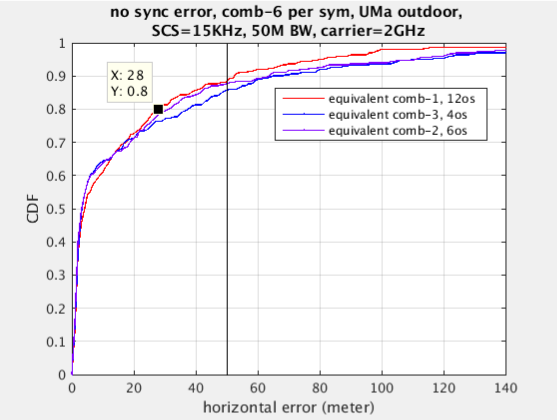 no sync error, comb-6 per sym, UMa outdoor,
SCS=15KHz, 50M BW, carrier=2GHz
1
0.9
0.8
0.7
0.6
0.5
0.4
0.3
0.2
0.1
0
CDF
X: 28
Y: 0.8
equivalent comb-1, 12os
equivalent comb-3, 4os
equivalent comb-2, 6os
0 20 40 60 80 100 120 140
horizontal error (meter)